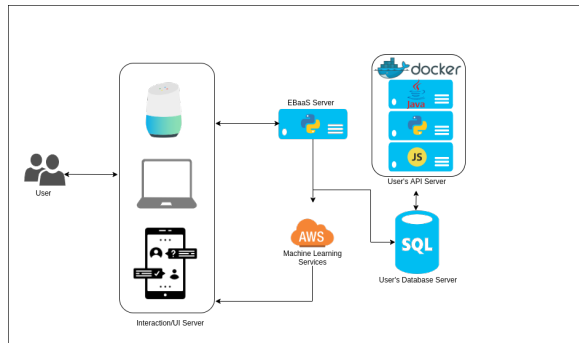 docker
Java
EBaaS Server
JS
User's API Server
User
AWS
SQL
Machine Learning
Services
User's Database Server
Interaction/UI Server